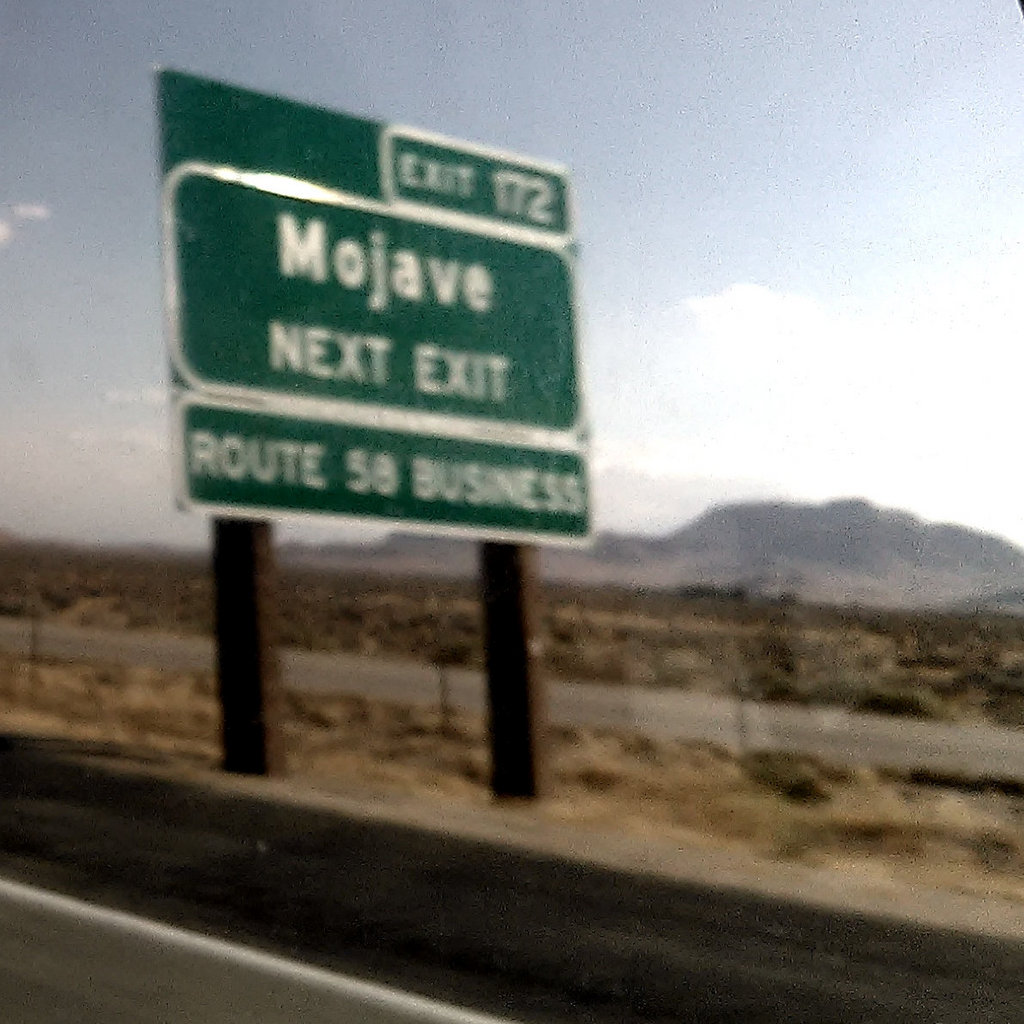 EXIT 172
Mojave
NEXT EXIT
ROUTE 58 BUSINESS